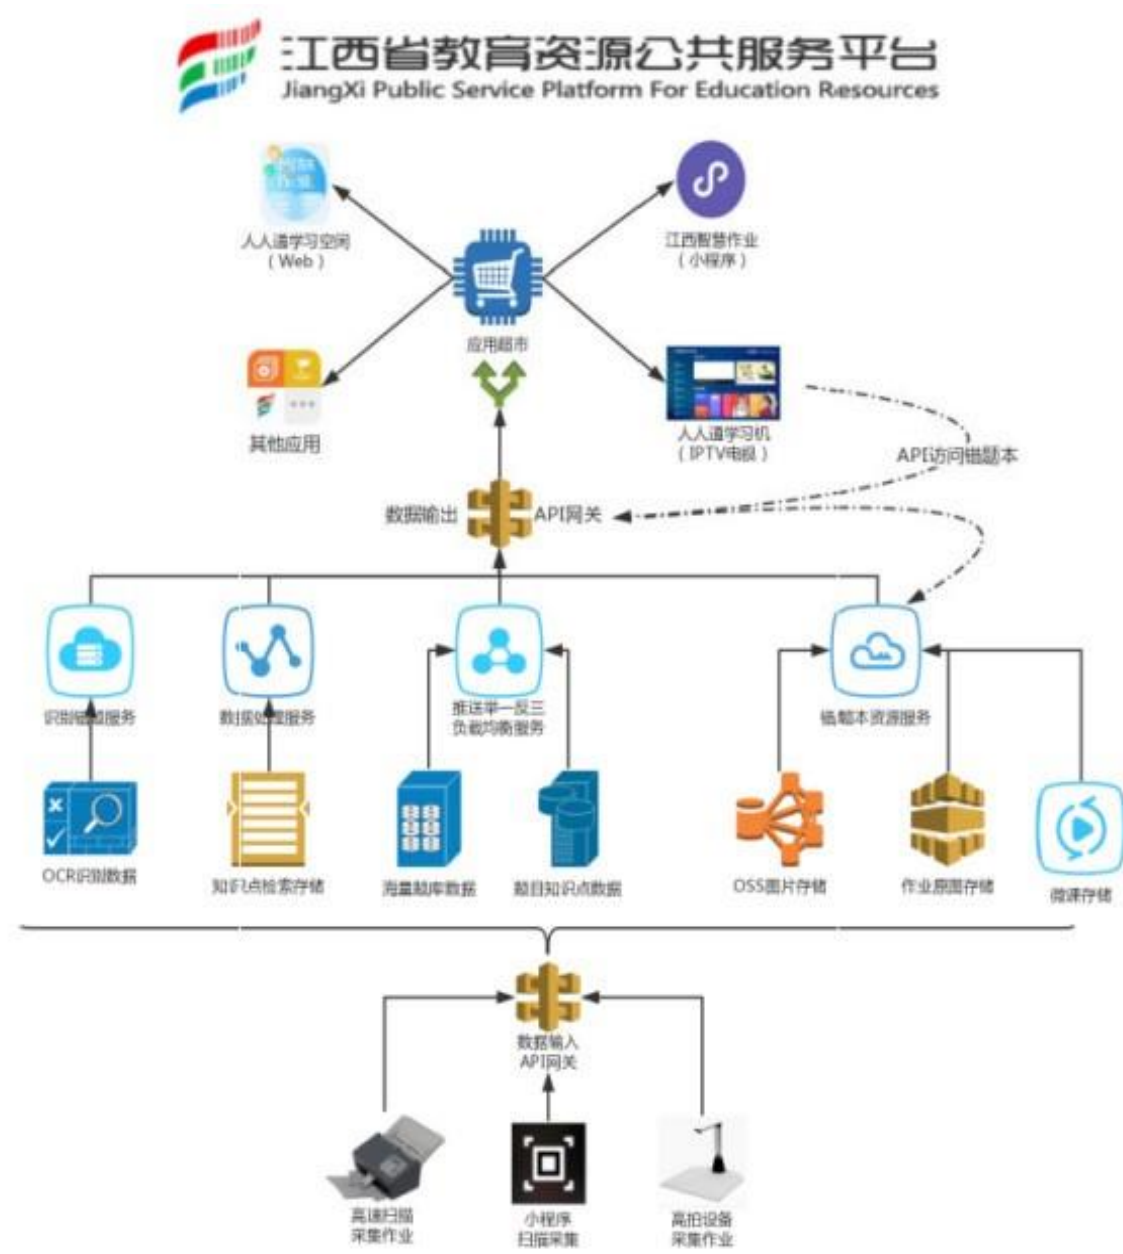 江西省教育资源公共服务平台
JiangXi Public Service Platform For Education Resources
人人通学习空间
（Web）
江西智慧作业
（小程序）
应用超市
其他应用
人人通学习机
（IPTV电视）
API访问错题本
数据输出
API网关
识别错题服务
数据处理服务
推送举一反三
负载均衡服务
错题本资源服务
OCR识别数据
知识点检索存储
海量题库数据
题目知识点数据
OSS图片存储
作业原图存储
微课存储
数据输入
API网关
高速扫描
采集作业
小程序
扫描采集
高拍设备
采集作业